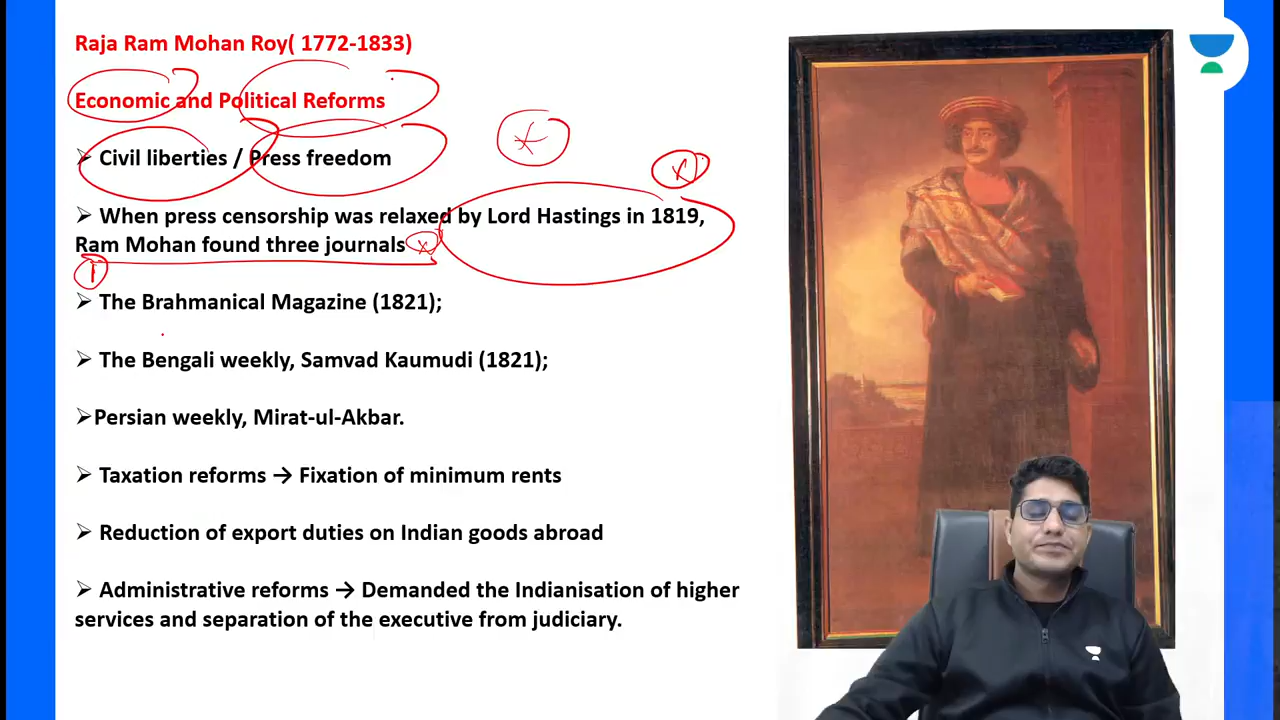 Raja Ram Mohan Roy( 1772-1833)
Economic and Political Reforms
➢ Civil liberties / Press freedom
➢ When press censorship was relaxed by Lord Hastings in 1819,
Ram Mohan found three journals
➢ The Brahmanical Magazine (1821);
➢ The Bengali weekly, Samvad Kaumudi (1821);
➢Persian weekly, Mirat-ul-Akbar.
➢ Taxation reforms → Fixation of minimum rents
➢ Reduction of export duties on Indian goods abroad
➢ Administrative reforms → Demanded the Indianisation of higher
services and separation of the executive from judiciary.